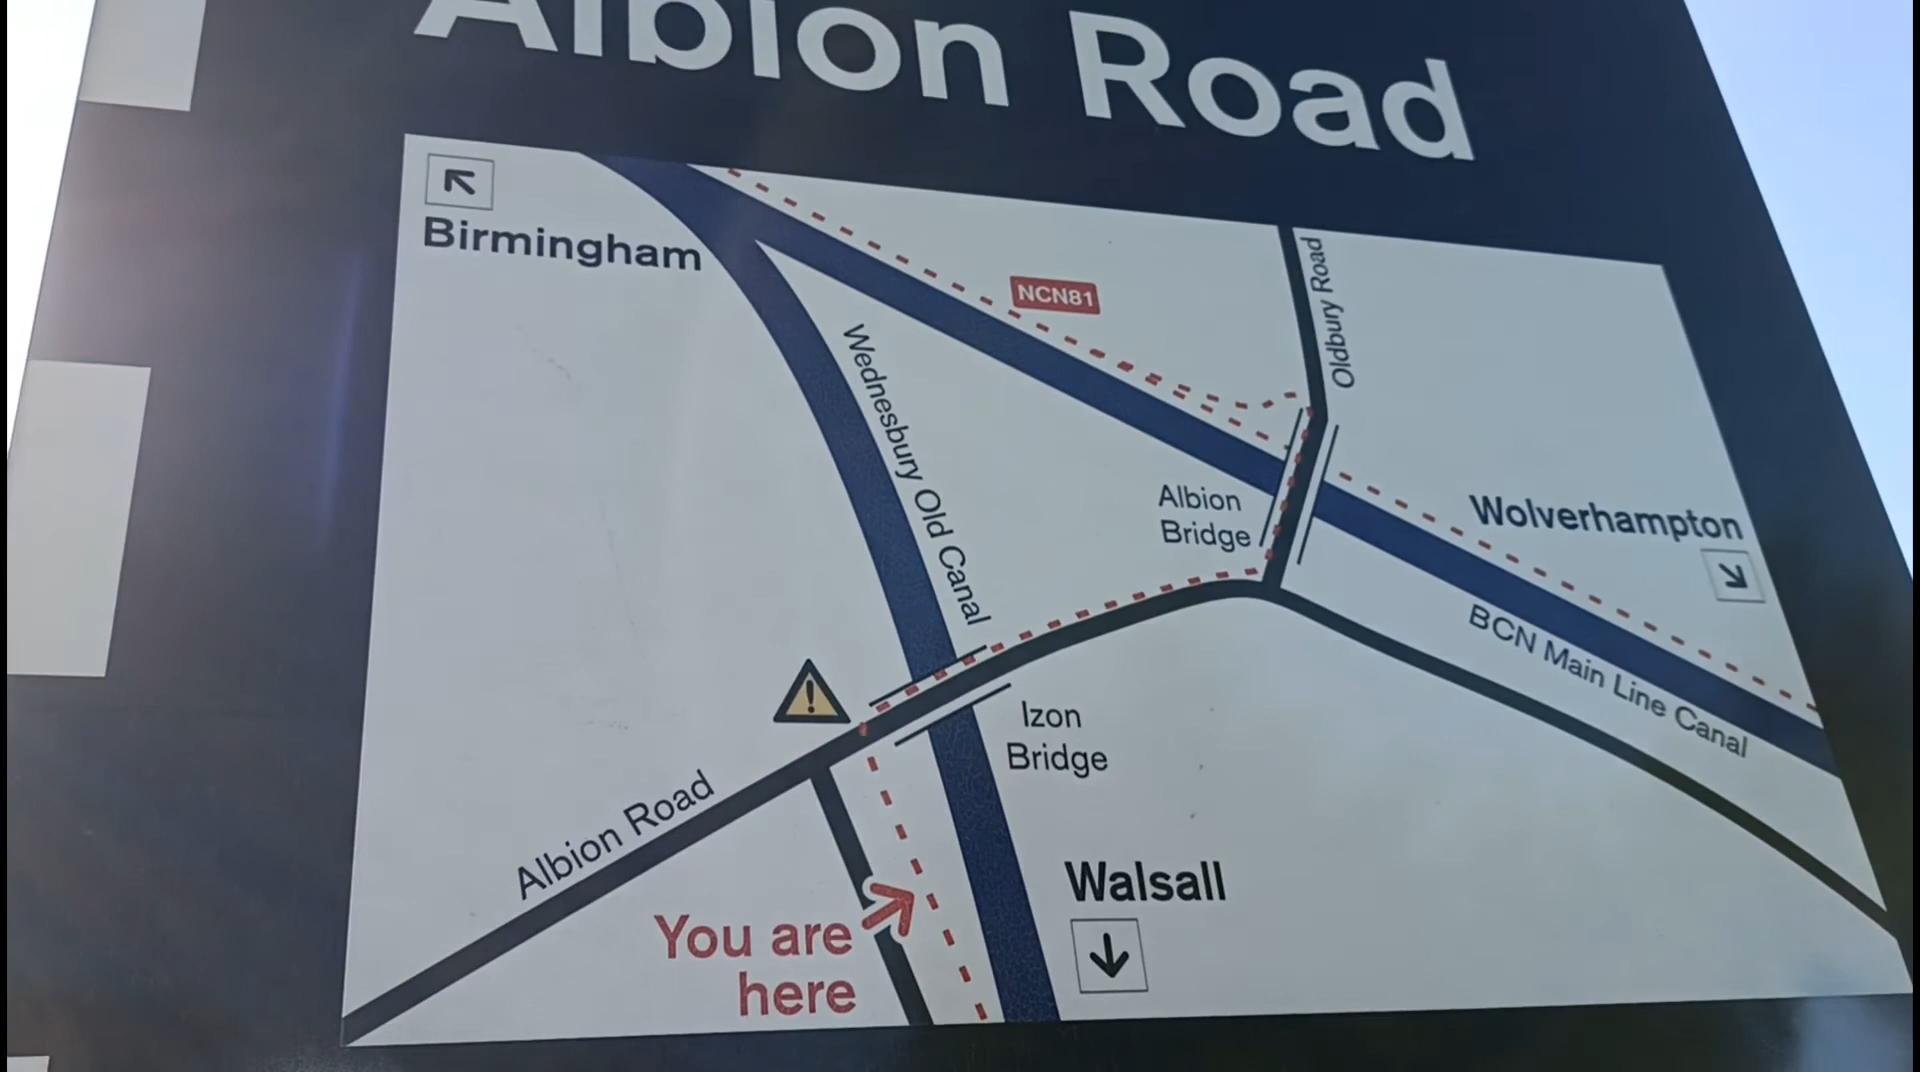 Albion Road
Birmingham
NCN81
Oldbury Road
Wednesbury Old Canal
Albion
Bridge
Wolverhampton
BCN Main Line Canal
Izon
Bridge
Albion Road
Walsall
You are
here